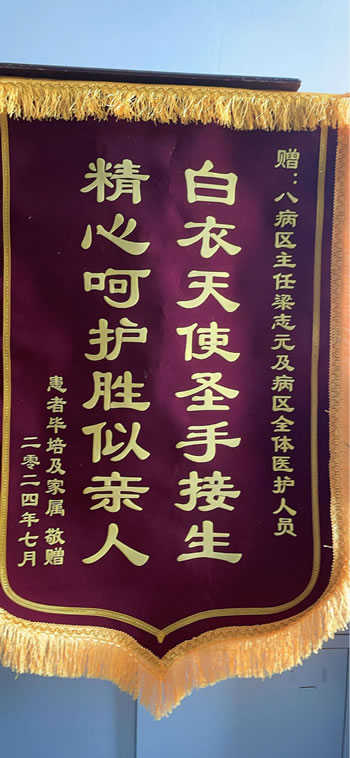 赠：八病区主任梁志元及病区全体医护人员
白衣天使圣手接生
精心呵护胜似亲人
患者毕培及家属 敬赠
二零二四年七月